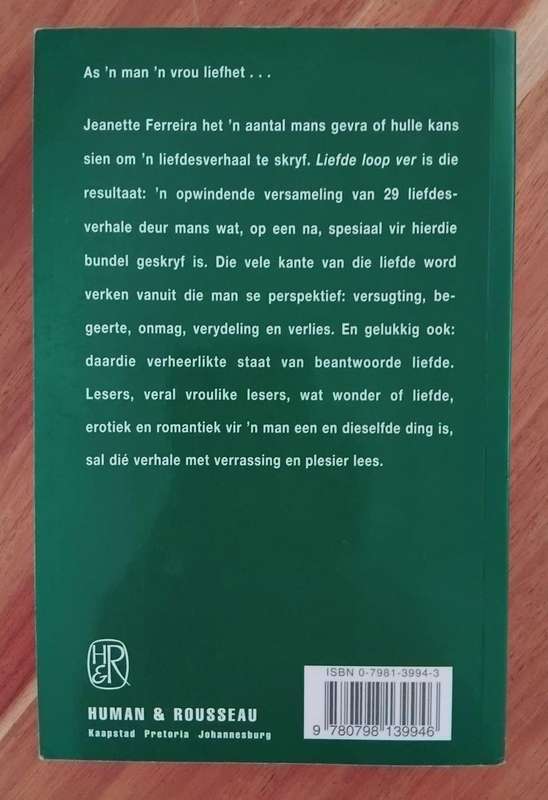 As 'n man 'n vrou liefhet . . .
Jeanette Ferreira het 'n aantal mans gevra of hulle kans
sien om 'n liefdesverhaal te skryf. Liefde loop ver is die
resultaat: 'n opwindende versameling van 29 liefdes-
verhale deur mans wat, op een na, spesiaal vir hierdie
bundel geskryf is. Die vele kante van die liefde word
verken vanuit die man se perspektief: versugting, be-
geerte, onmag, verydeling en verlies. En gelukkig ook:
daardie verheerlikte staat van beantwoorde liefde.
Lesers, veral vroulike lesers, wat wonder of liefde,
erotiek en romantiek vir 'n man een en dieselfde ding is,
sal dié verhale met verrassing en plesier lees.
H&R
HUMAN & ROUSSEAU
Kaapstad Pretoria Johannesburg
ISBN 0-7981-3994-3
9 780798 139946